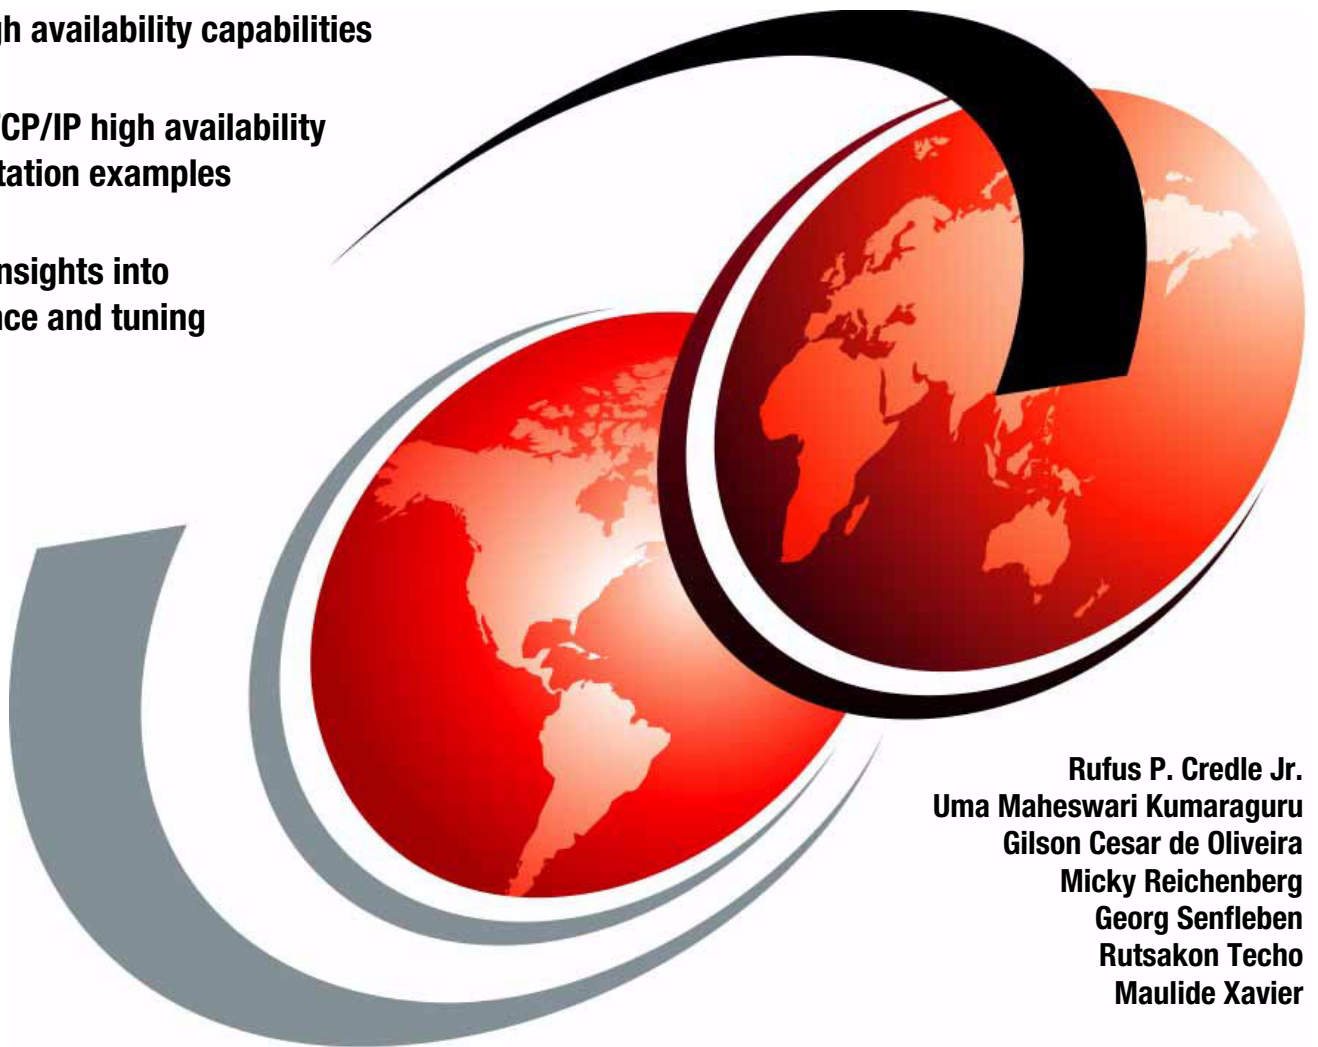 gh availability capabilities
CP/IP high availability
tation examples
nsights into
nce and tuning
Rufus P. Credle Jr.
Uma Maheswari Kumaraguru
Gilson Cesar de Oliveira
Micky Reichenberg
Georg Senfleben
Rutsakon Techo
Maulide Xavier